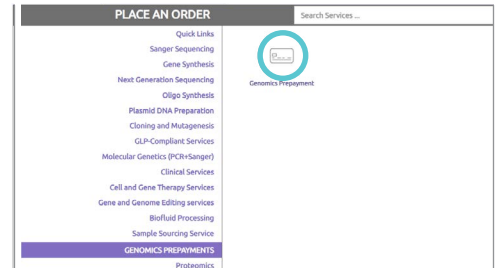 PLACE AN ORDER
Search Services ...
Quick Links
Sanger Sequencing
Gene Synthesis
Next Generation Sequencing
Oligo Synthesis
Plasmid DNA Preparation
Cloning and Mutagenesis
GLP-Compliant Services
Molecular Genetics (PCR+Sanger)
Clinical Services
Cell and Gene Therapy Services
Gene and Genome Editing services
Biofluid Processing
Sample Sourcing Service
GENOMICS PREPAYMENTS
Proteomics
Genomics Prepayment